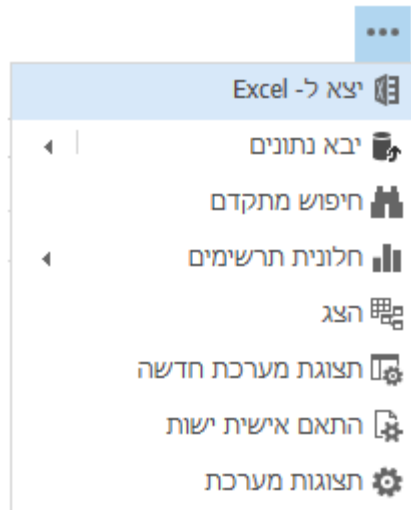 יצא ל- Excel
יבא נתונים
חיפוש מתקדם
חלונית תרשימים
הצג
תצוגת מערכת חדשה
התאם אישית ישות
תצוגות מערכת